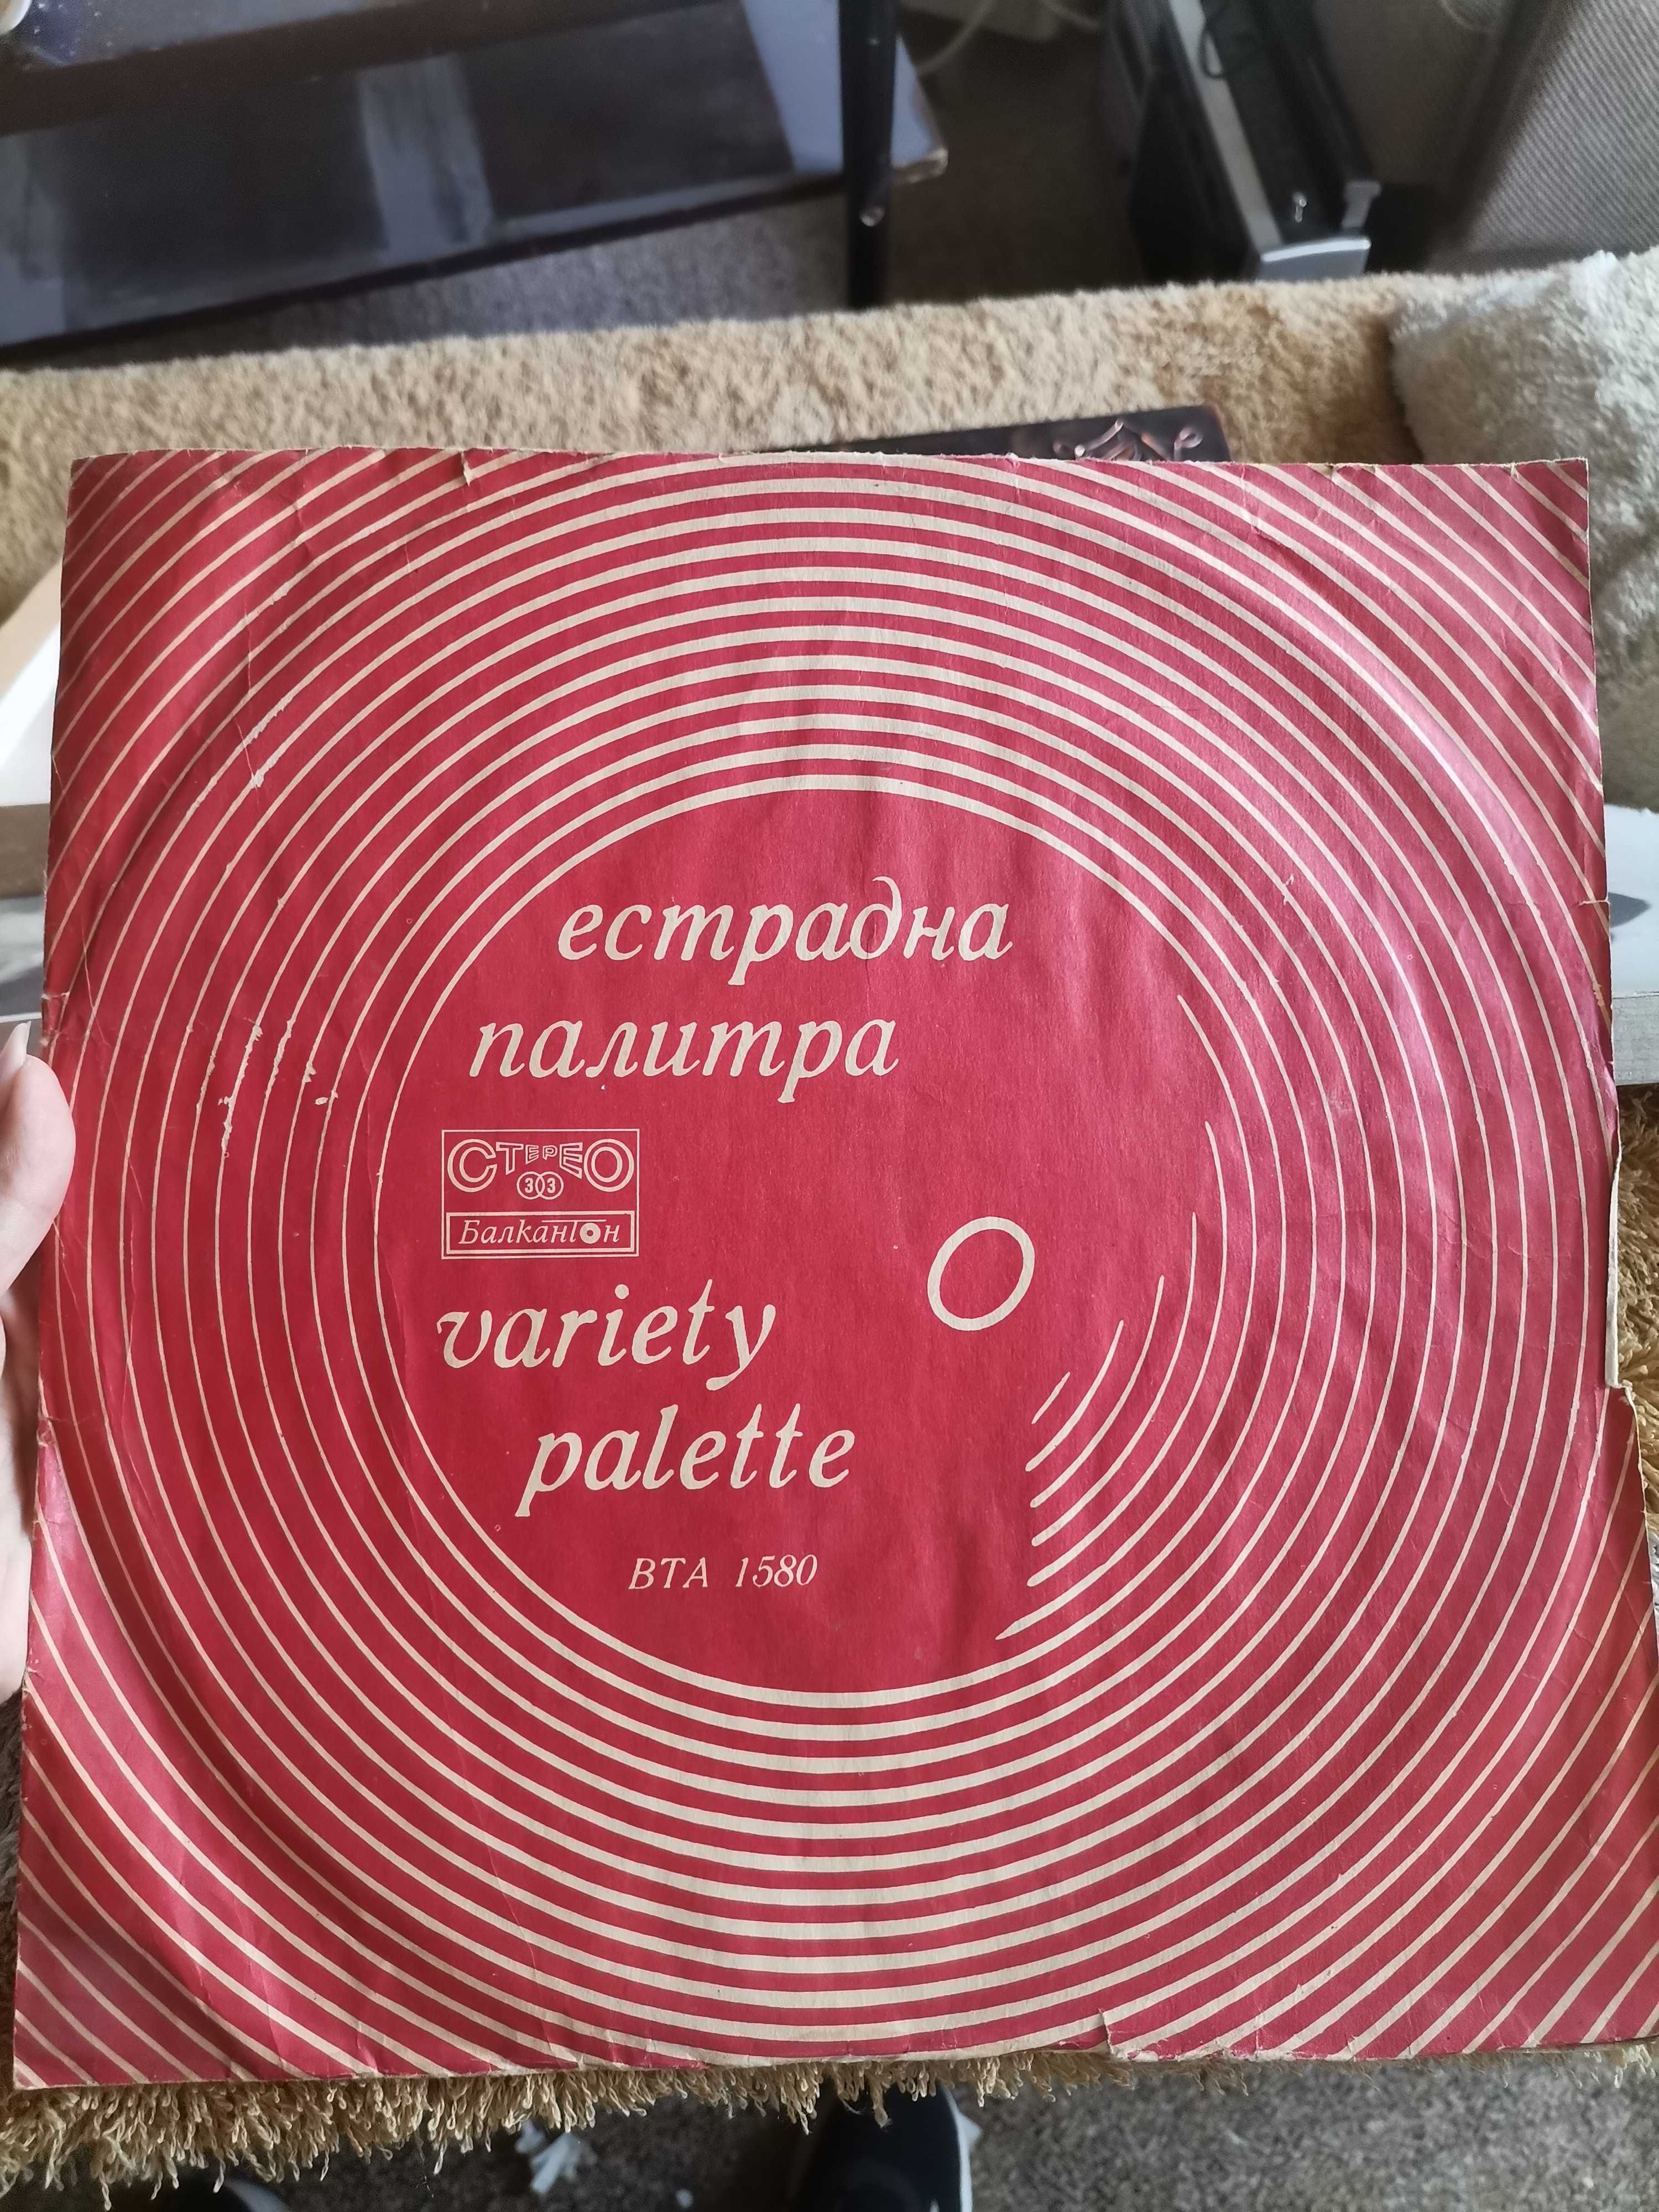 естрадна
палитра
СТЕРЕО
33
Балкантон
variety
palette
ВТА 1580